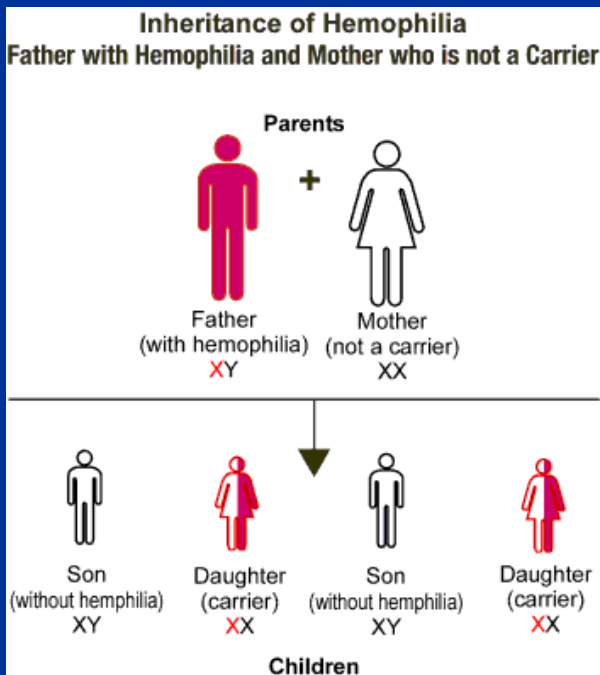 Inheritance of Hemophilia
Father with Hemophilia and Mother who is not a Carrier
Parents
+
Father
(with hemophilia)
XY
Mother
(not a carrier)
XX
Son
(without hemphilia)
XY
Daughter
(carrier)
XX
Son
(without hemphilia)
XY
Daughter
(carrier)
XX
Children